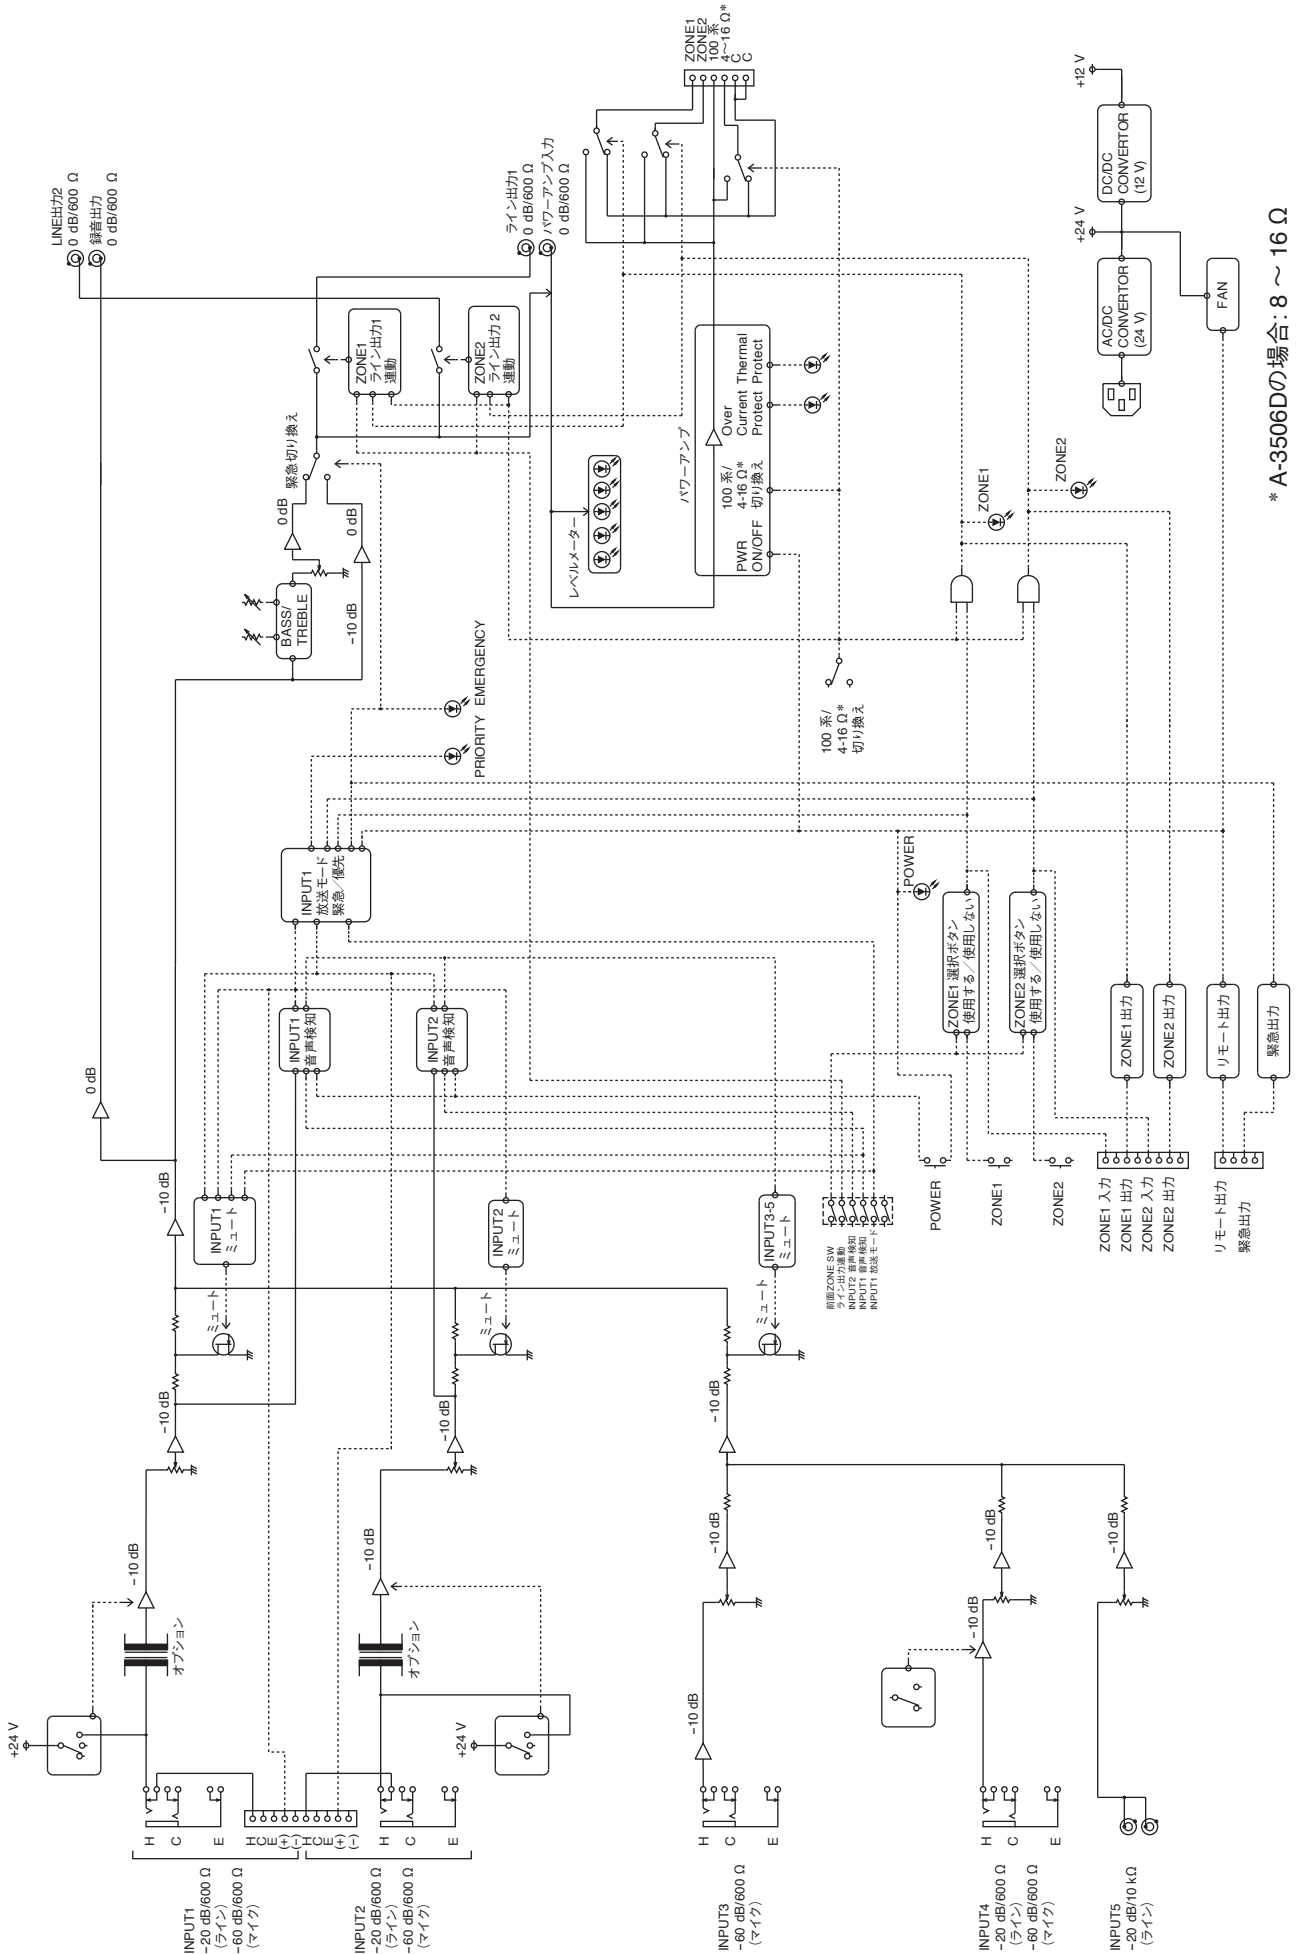 LINE出力2
0 dB/600 Ω
録音出力
0 dB/600 Ω
ライン出力1
0 dB/600 Ω
パワーアンプ入力
0 dB/600 Ω
ZONE1
ZONE2
100 系
4〜16 Ω*
C
C
+12 V
DC/DC
CONVERTOR
(12 V)
+24 V
AC/DC
CONVERTOR
(24 V)
FAN
* A-3506Dの場合: 8 〜 16 Ω
ZONE1
ライン出力1
連動
ZONE2
ライン出力 2
連動
緊急切り換え
0 dB
0 dB
BASS/
TREBLE
−10 dB
レベルメーター
パワーアンプ
PWR
ON/OFF
100 系/
4-16 Ω*
切り換え
Over
Current
Protect
Thermal
Protect
ZONE1
ZONE2
PRIORITY
EMERGENCY
100 系/
4-16 Ω*
切り換え
INPUT1
放送モード
緊急/優先
POWER
ZONE1 選択ボタン
使用する/使用しない
ZONE2 選択ボタン
使用する/使用しない
ZONE1 出力
ZONE2 出力
リモート出力
緊急出力
INPUT1
音声検知
INPUT2
音声検知
0 dB
−10 dB
INPUT1
ミュート
INPUT2
ミュート
INPUT3-5
ミュート
ミュート
ミュート
ミュート
前面ZONE SW
ライン出力連動
INPUT2 音声検知
INPUT1 音声検知
INPUT1 放送モード
POWER
ZONE1
ZONE2
ZONE1 入力
ZONE1 出力
ZONE2 入力
ZONE2 出力
リモート出力
緊急出力
−10 dB
−10 dB
−10 dB
−10 dB
−10 dB
−10 dB
−10 dB
−10 dB
−10 dB
−10 dB
オプション
オプション
+24 V
+24 V
H
C
E
H
C
E
(+)
(−)
H
C
E
(+)
(−)
H
C
E
H
C
E
H
C
E
INPUT1
−20 dB/600 Ω
(ライン)
−60 dB/600 Ω
(マイク)
INPUT2
−20 dB/600 Ω
(ライン)
−60 dB/600 Ω
(マイク)
INPUT3
−60 dB/600 Ω
(マイク)
INPUT4
−20 dB/600 Ω
(ライン)
−60 dB/600 Ω
(マイク)
INPUT5
−20 dB/10 kΩ
(ライン)